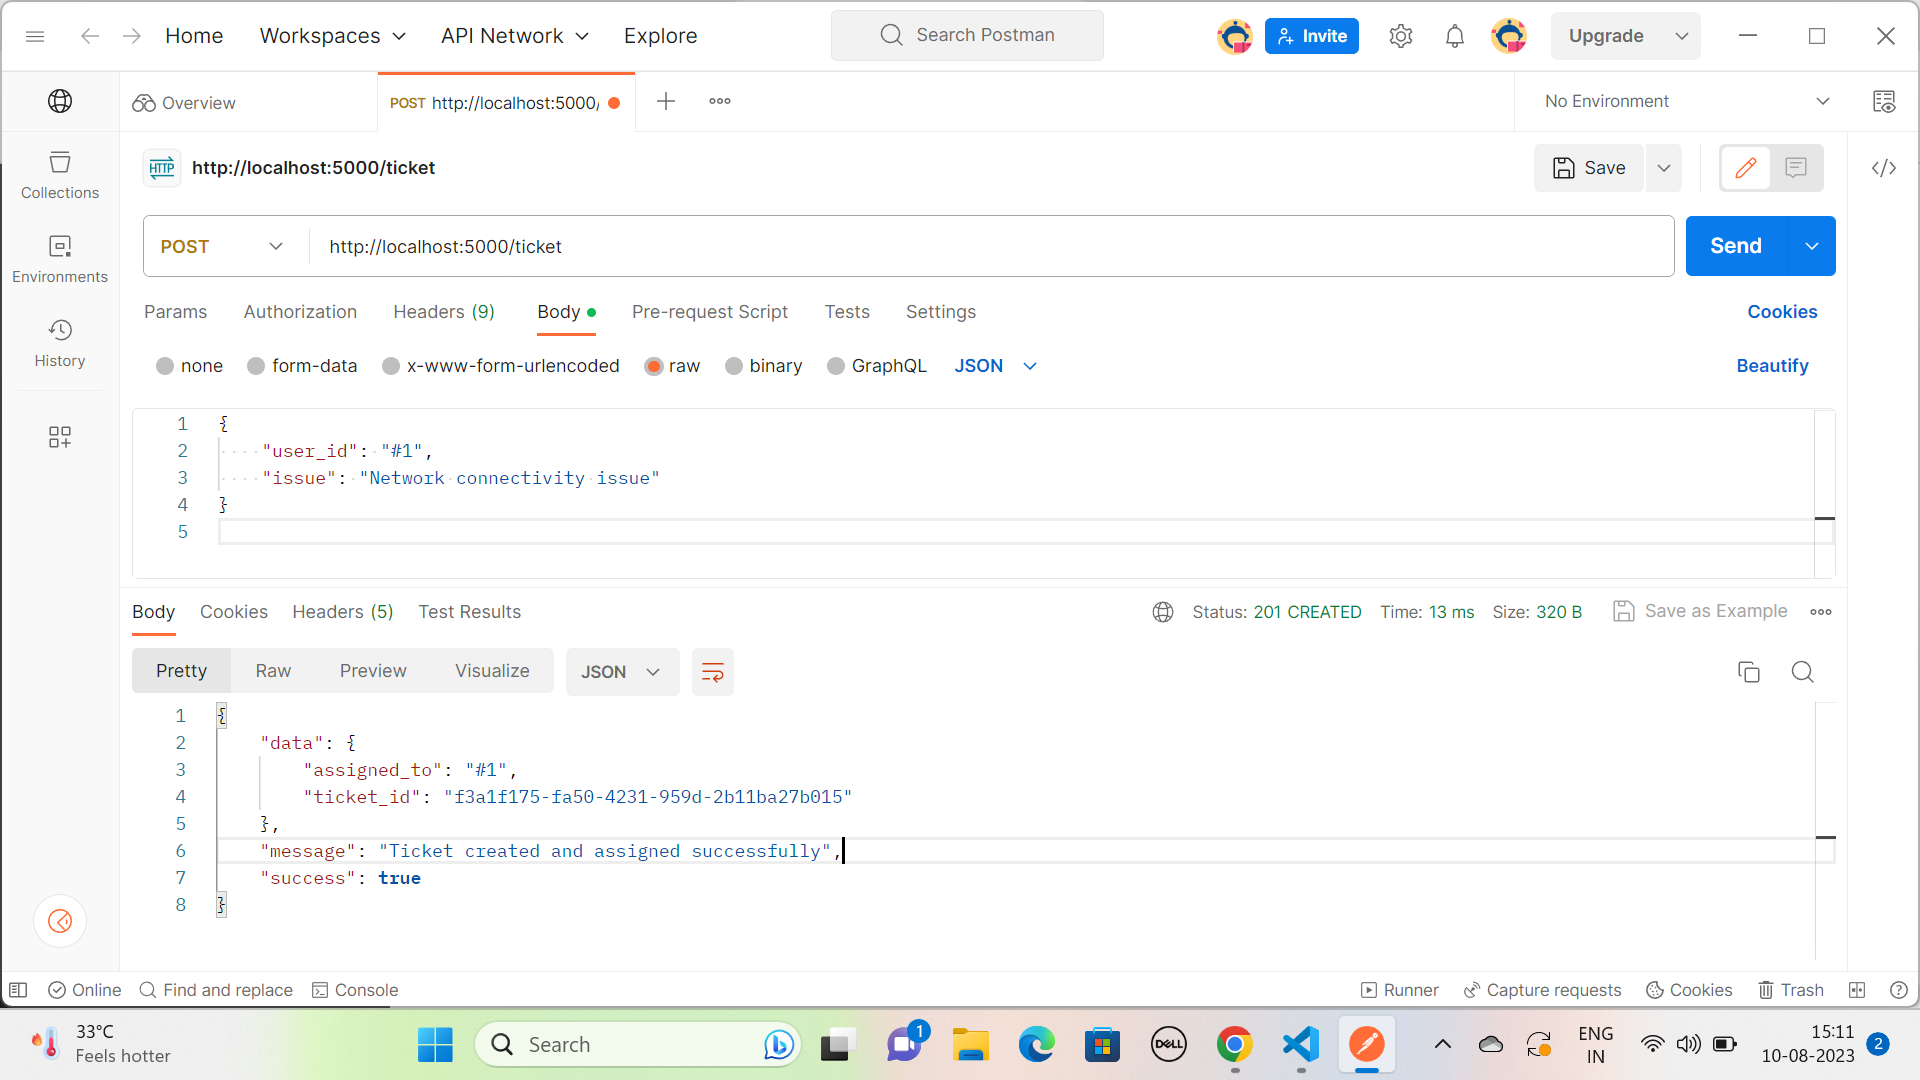 Home Workspaces API Network Explore Search Postman Invite Upgrade
Overview POST http://localhost:5000/ No Environment
HTTP http://localhost:5000/ticket Save
Collections
POST http://localhost:5000/ticket Send
Environments
Params Authorization Headers (9) Body Pre-request Script Tests Settings Cookies
History
none form-data x-www-form-urlencoded raw binary GraphQL JSON Beautify
1 {
2 "user_id": "#1",
3 "issue": "Network connectivity issue"
4 }
5
Body Cookies Headers (5) Test Results Status: 201 CREATED Time: 13 ms Size: 320 B Save as Example
Pretty Raw Preview Visualize JSON
1 {
2 "data": {
3 "assigned_to": "#1",
4 "ticket_id": "f3a1f175-fa50-4231-959d-2b11ba27b015"
5 },
6 "message": "Ticket created and assigned successfully",
7 "success": true
8 }
Online Find and replace Console Runner Capture requests Cookies Trash
33°C
Feels hotter
Search
1
DELL
ENG
IN
15:11
10-08-2023
2